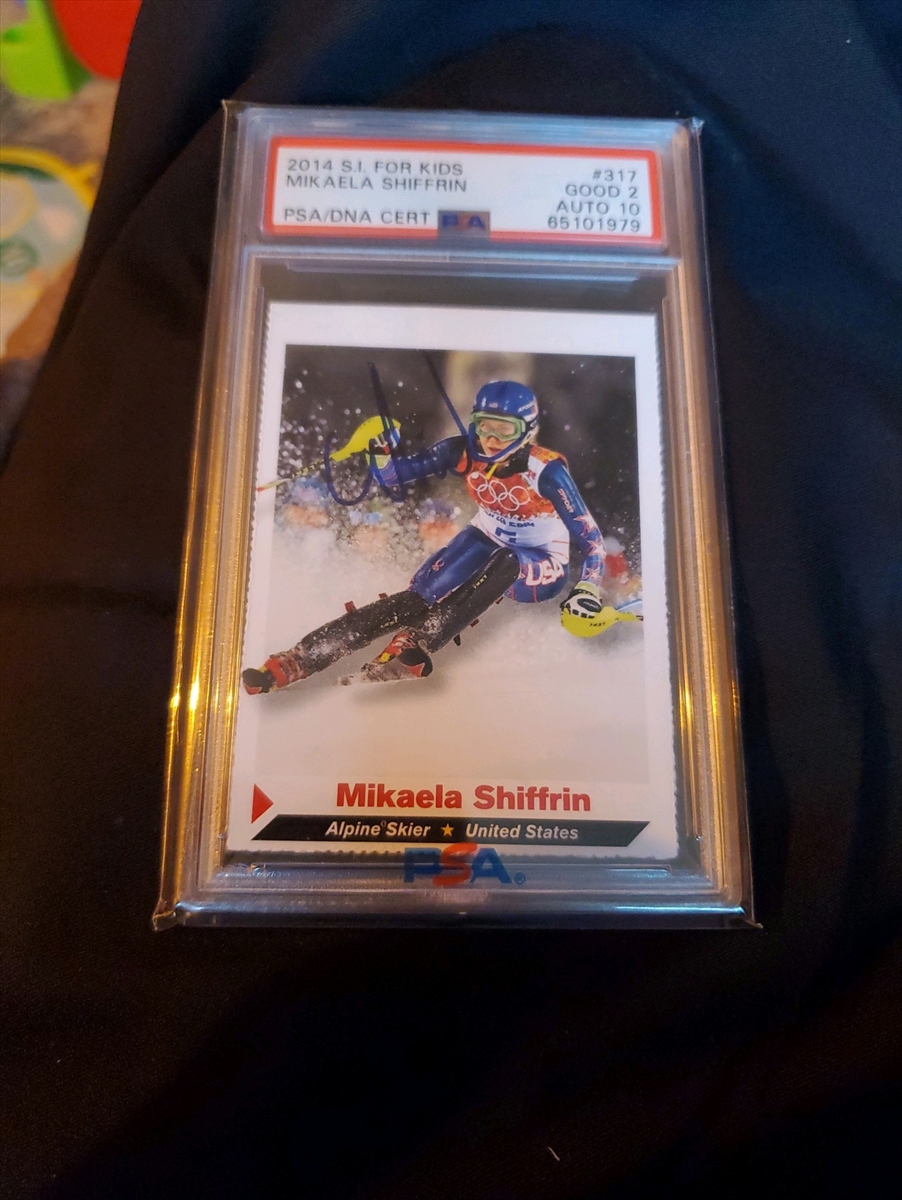 2014 S.I. FOR KIDS #317
MIKAELA SHIFFRIN GOOD 2
AUTO 10
PSA/DNA CERT PSA 65101979
USA
Mikaela Shiffrin
Alpine Skier ★ United States
PSA®